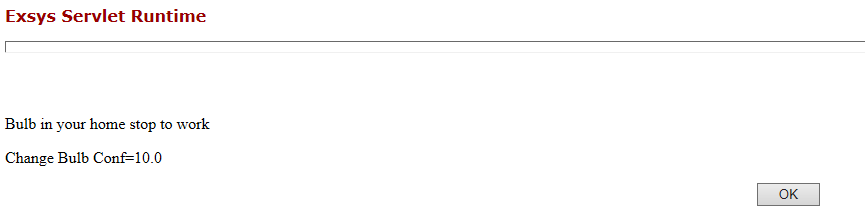 Exsys Servlet Runtime
Bulb in your home stop to work
Change Bulb Conf=10.0
OK